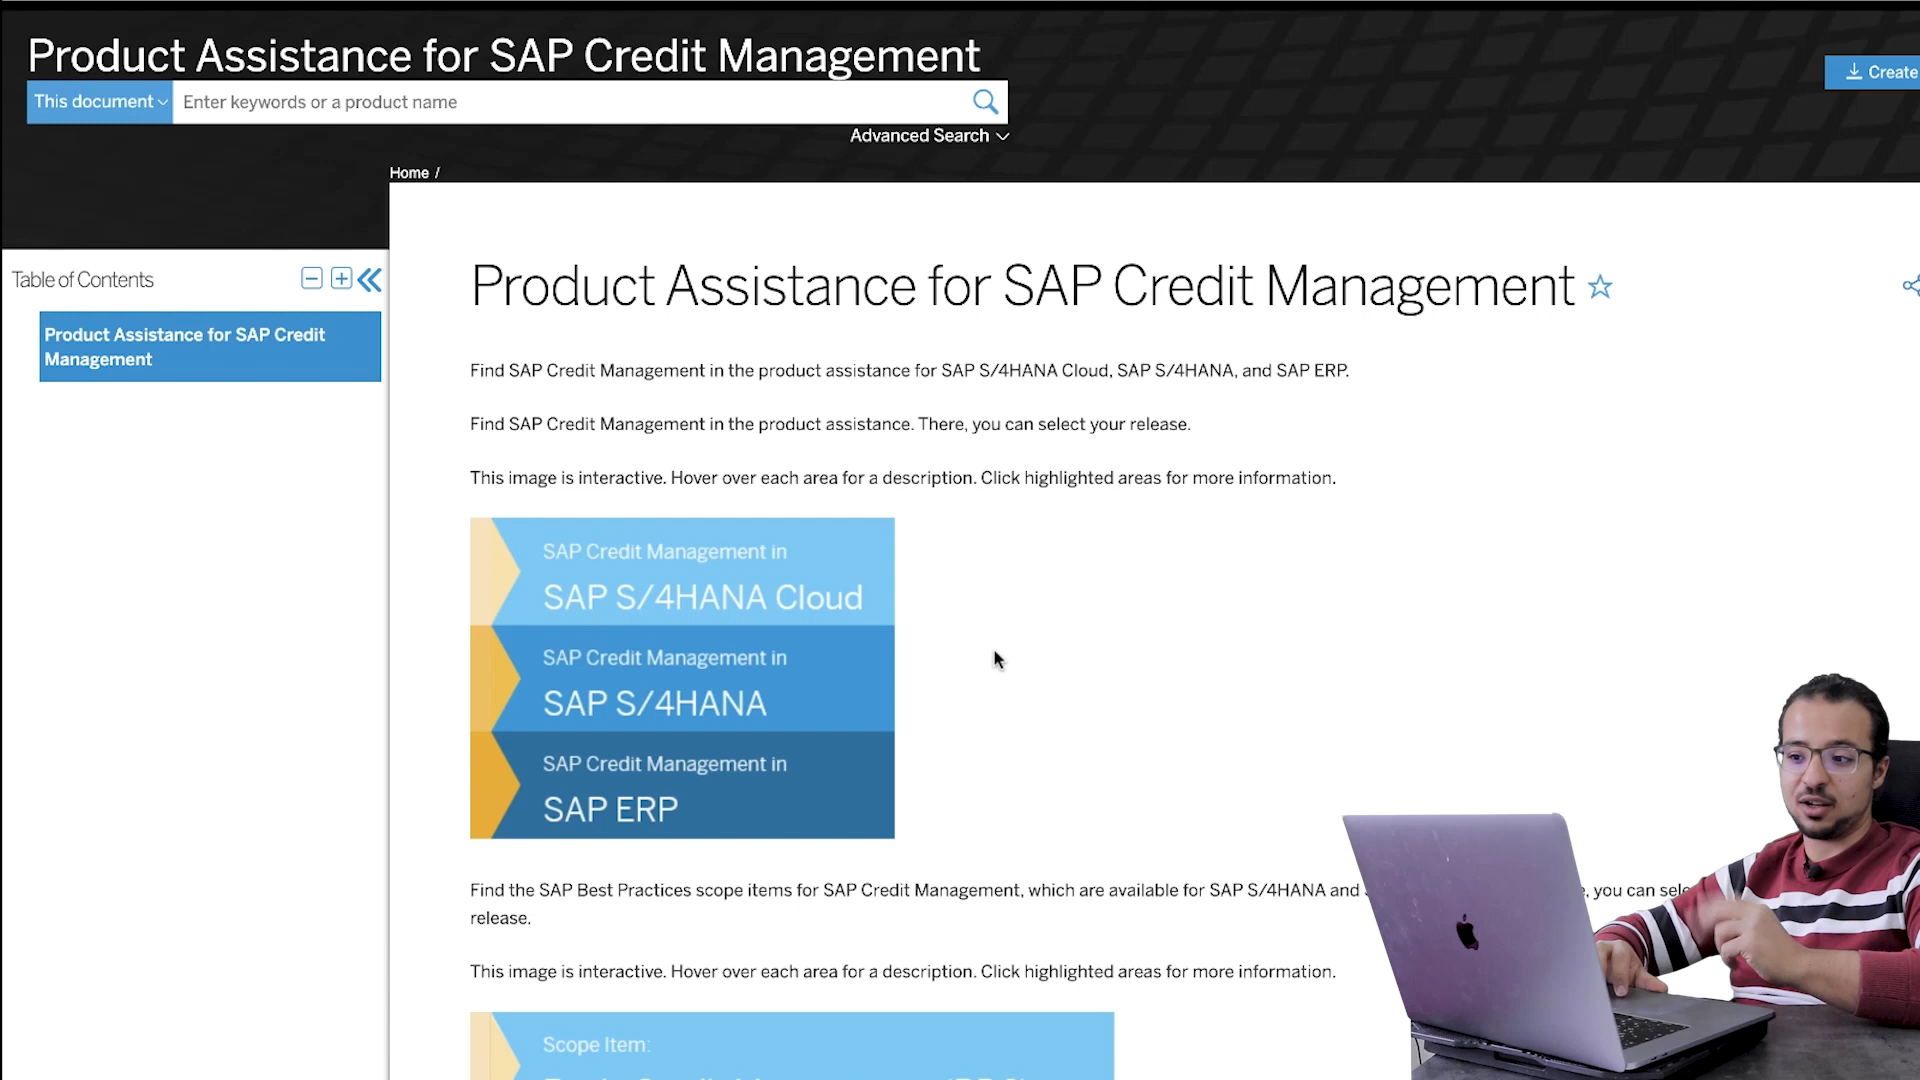 Product Assistance for SAP Credit Management
This document
Enter keywords or a product name
Create
Advanced Search
Home /
Table of Contents
Product Assistance for SAP Credit
Management
Product Assistance for SAP Credit Management
Find SAP Credit Management in the product assistance for SAP S/4HANA Cloud, SAP S/4HANA, and SAP ERP.
Find SAP Credit Management in the product assistance. There, you can select your release.
This image is interactive. Hover over each area for a description. Click highlighted areas for more information.
SAP Credit Management in
SAP S/4HANA Cloud
SAP Credit Management in
SAP S/4HANA
SAP Credit Management in
SAP ERP
Find the SAP Best Practices scope items for SAP Credit Management, which are available for SAP S/4HANA and , you can
release.
This image is interactive. Hover over each area for a description. Click highlighted areas for more information.
Scope Item: